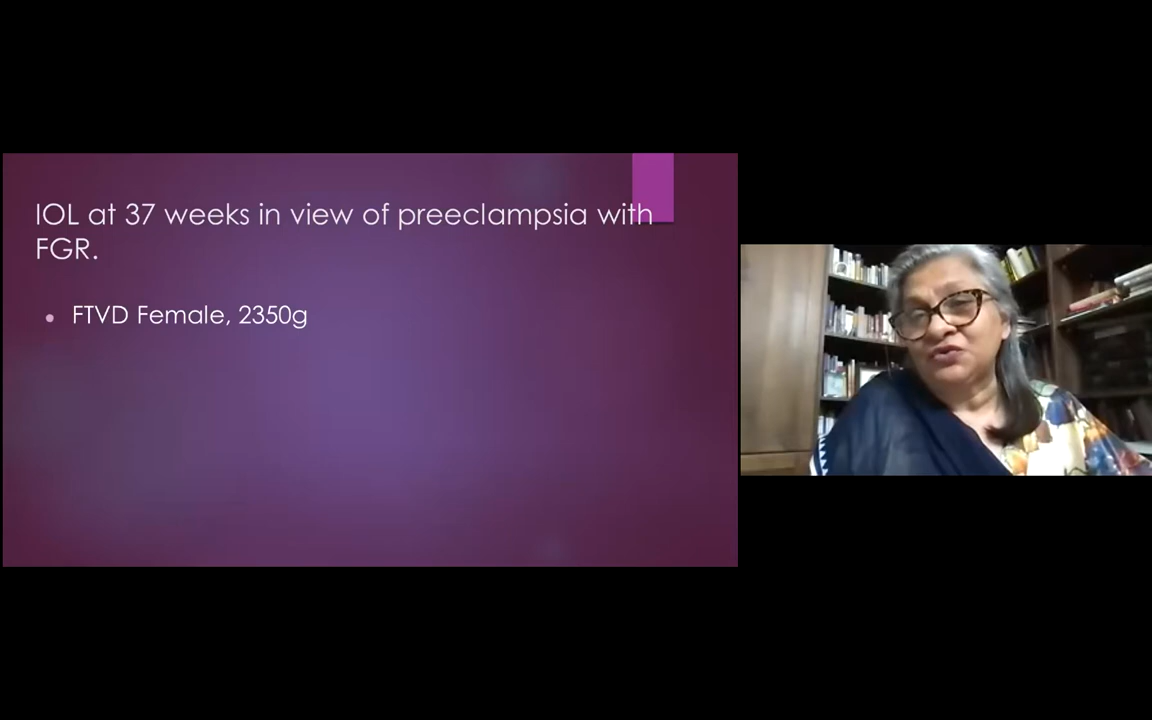 IOL at 37 weeks in view of preeclampsia with
FGR.
FTVD Female, 2350g